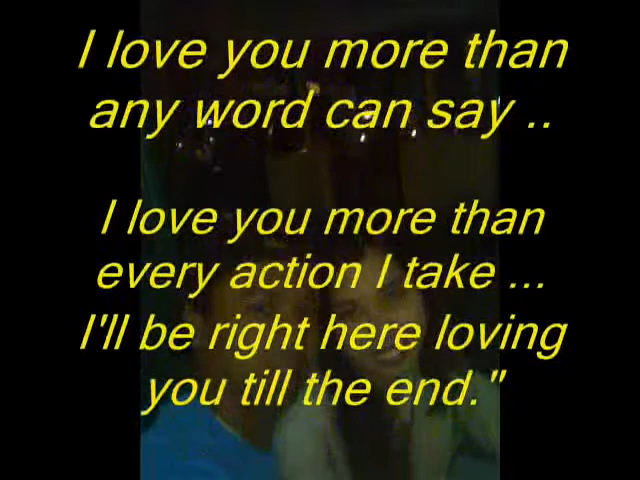 I love you more than
any word can say ..
I love you more than
every action I take ...
I'll be right here loving
you till the end."